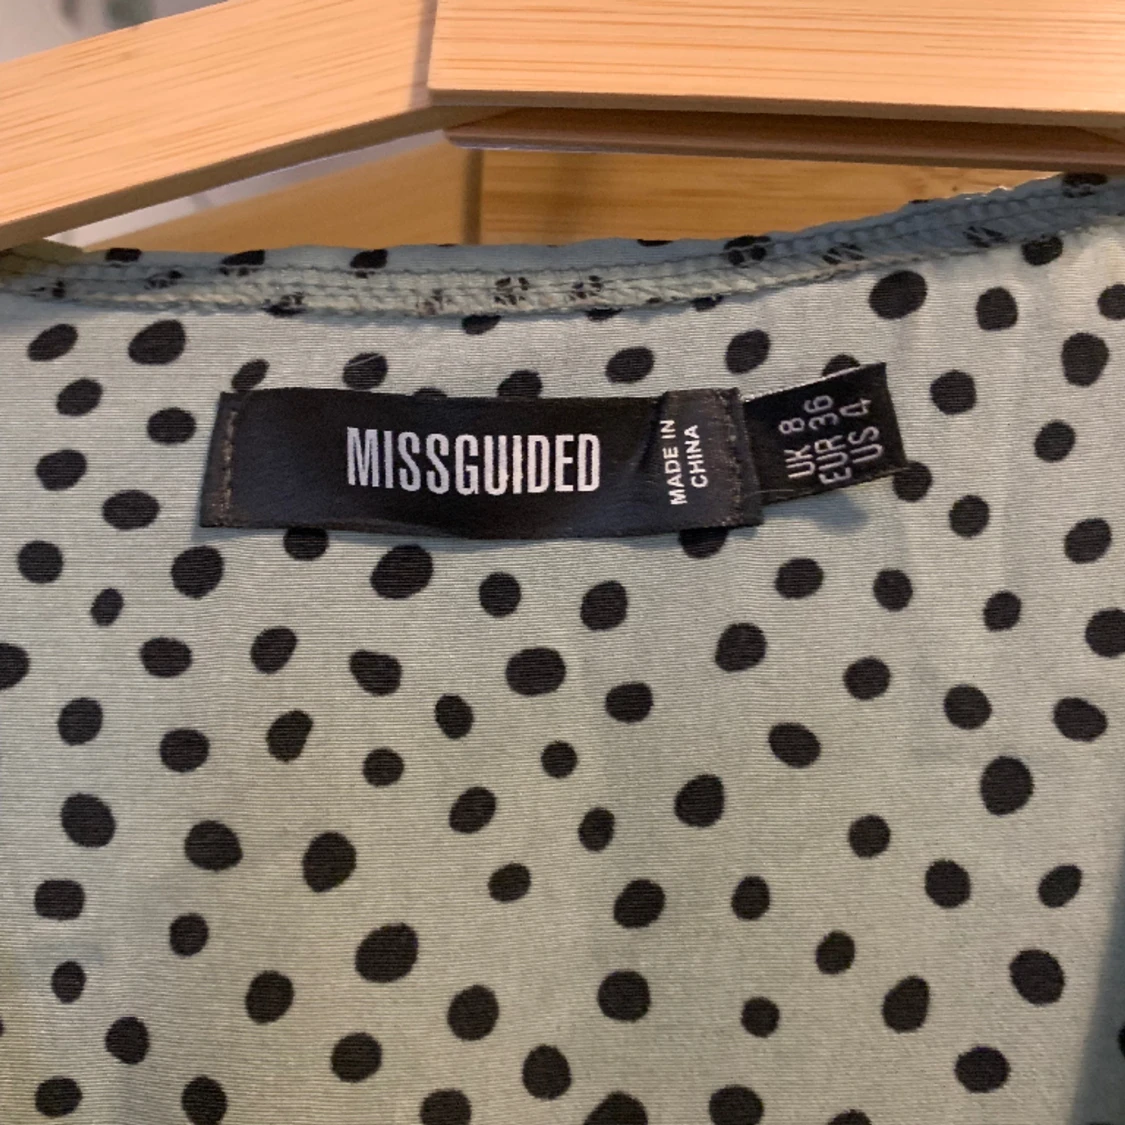 MISSGUIDED
MADE IN
CHINA
UK 8
EUR 36
US 4